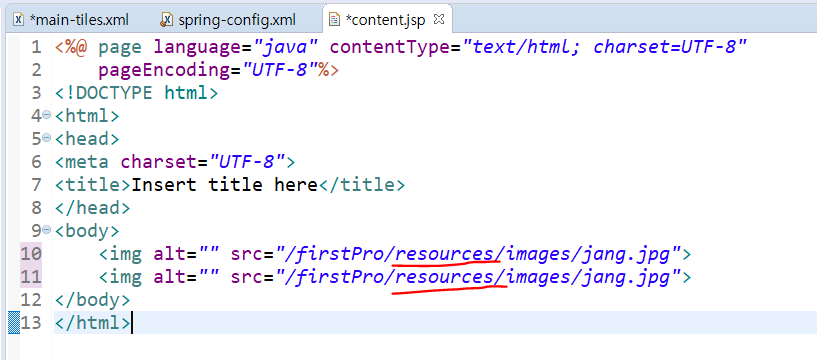 *main-tiles.xml spring-config.xml *content.jsp
1 <%@ page language="java" contentType="text/html; charset=UTF-8"
2 pageEncoding="UTF-8"%>
3 <!DOCTYPE html>
4 <html>
5 <head>
6 <meta charset="UTF-8">
7 <title>Insert title here</title>
8 </head>
9 <body>
10 <img alt="" src="/firstPro/resources/images/jang.jpg">
11 <img alt="" src="/firstPro/resources/images/jang.jpg">
12 </body>
13 </html>